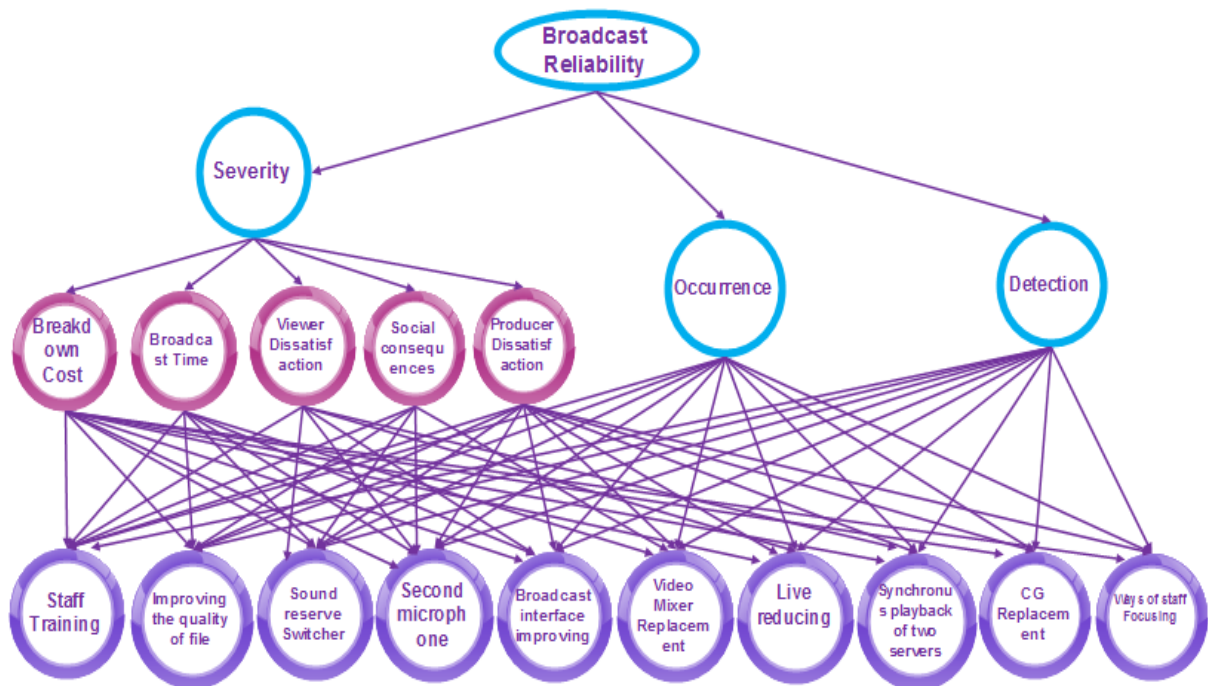 Broadcast
Reliability
Severity
Occurrence
Detection
Breakd
own
Cost
Broadca
st Time
Viewer
Dissatisf
action
Social
consequ
ences
Producer
Dissatisf
action
Staff
Training
Improving
the quality
of file
Sound
reserve
Switcher
Second
microph
one
Broadcast
interface
improving
Video
Mixer
Replacem
ent
Live
reducing
Synchronu
s playback
of two
servers
CG
Replacem
ent
Ways of staff
Focusing